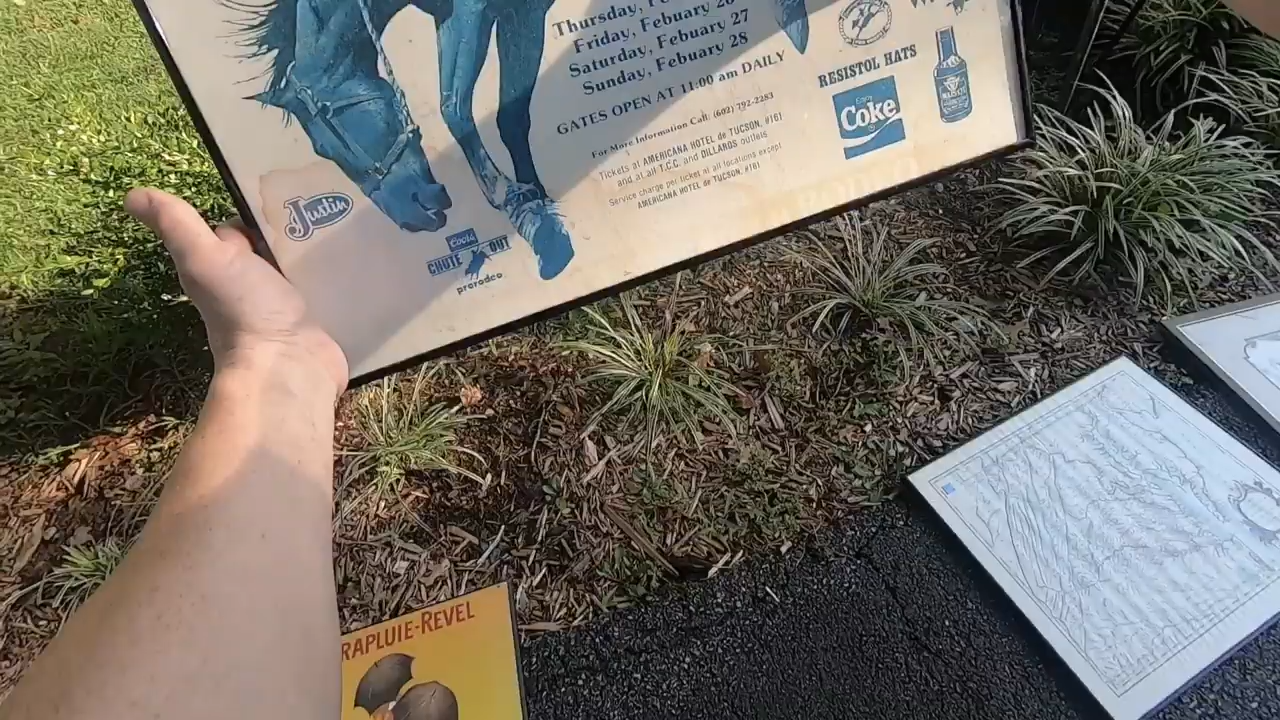 Thursday,
Friday, Febuary 26
Saturday, Febuary 27
Sunday, Febuary 28
GATES OPEN AT 11:00 am DAILY
For More Information Call: (602) 792-2283
Tickets at AMERICANA HOTEL de TUCSON, #161
and at all T.C.C. and DILLARDS outlets
Service charge per ticket at all locations except
AMERICANA HOTEL de TUCSON, #161
RESISTOL HATS
Enjoy
Coke
Justin
Coors
CHUTE OUT
prorodeo
RAPLUIE-REVEL